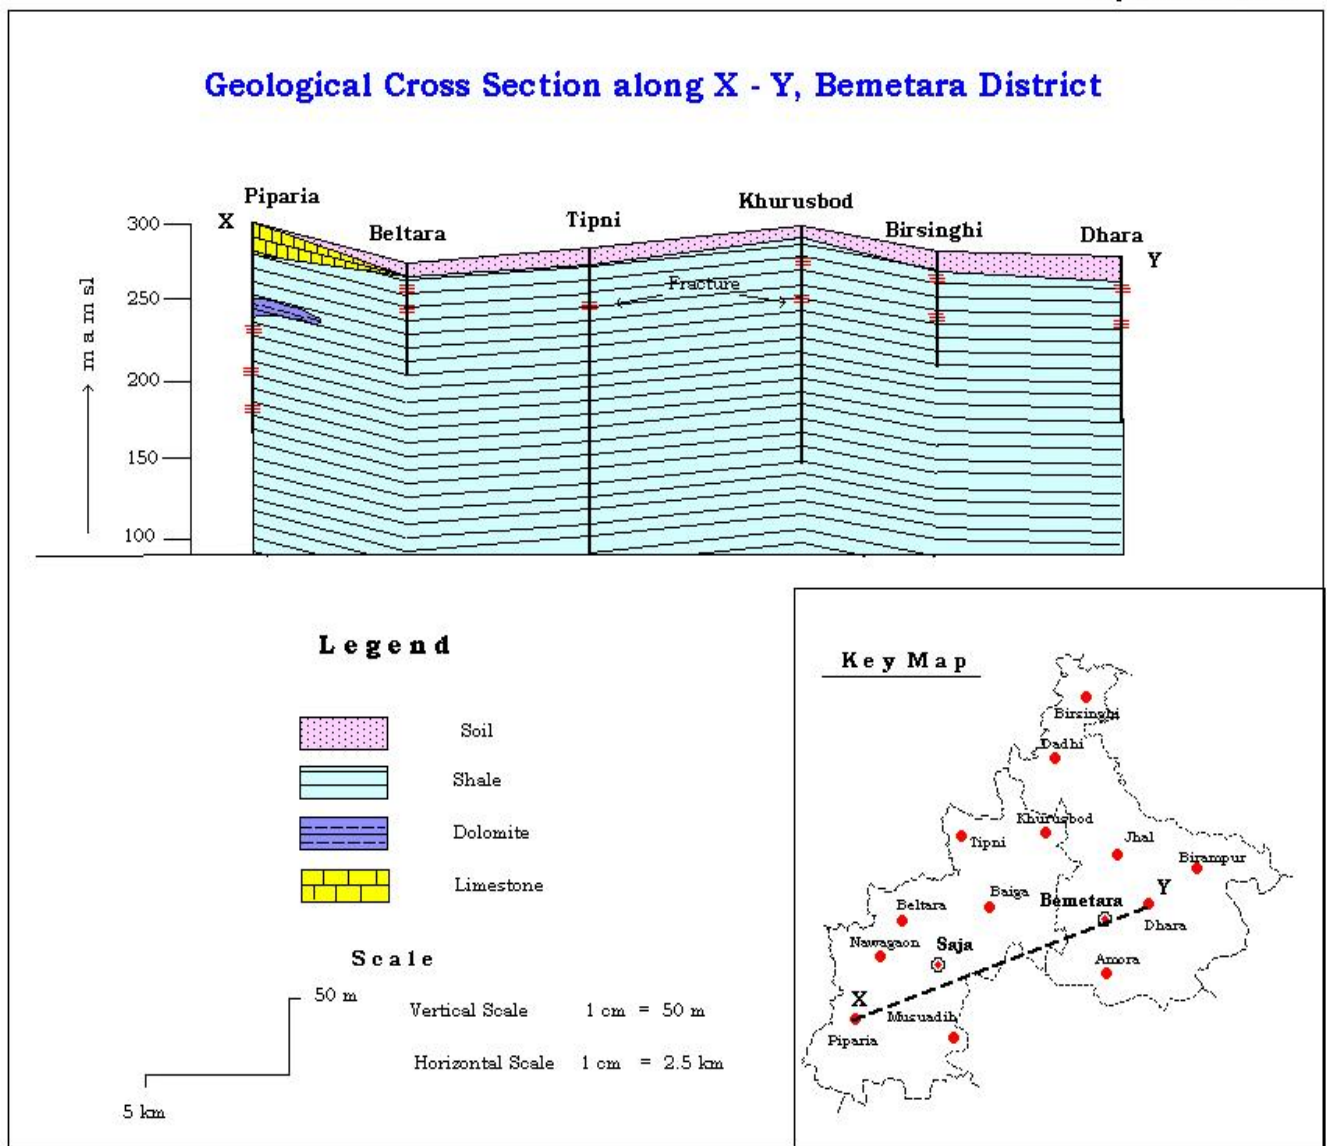 Geological Cross Section along X - Y, Bemetara District
Piparia
X
Beltara
Tipni
Khurusbod
Birsinghi
Dhara
Y
300
250
200
150
100
m a m sl
Fracture
Legend
Soil
Shale
Dolomite
Limestone
Scale
50 m
5 km
Vertical Scale 1 cm = 50 m
Horizontal Scale 1 cm = 2.5 km
Key Map
Birsinghi
Dadhi
Khurusbod
Tipni
Jhal
Birampur
Baiga
Beltara
Bemetara
Y
Dhara
Nawagaon
Saja
Amora
X
Musuadih
Piparia